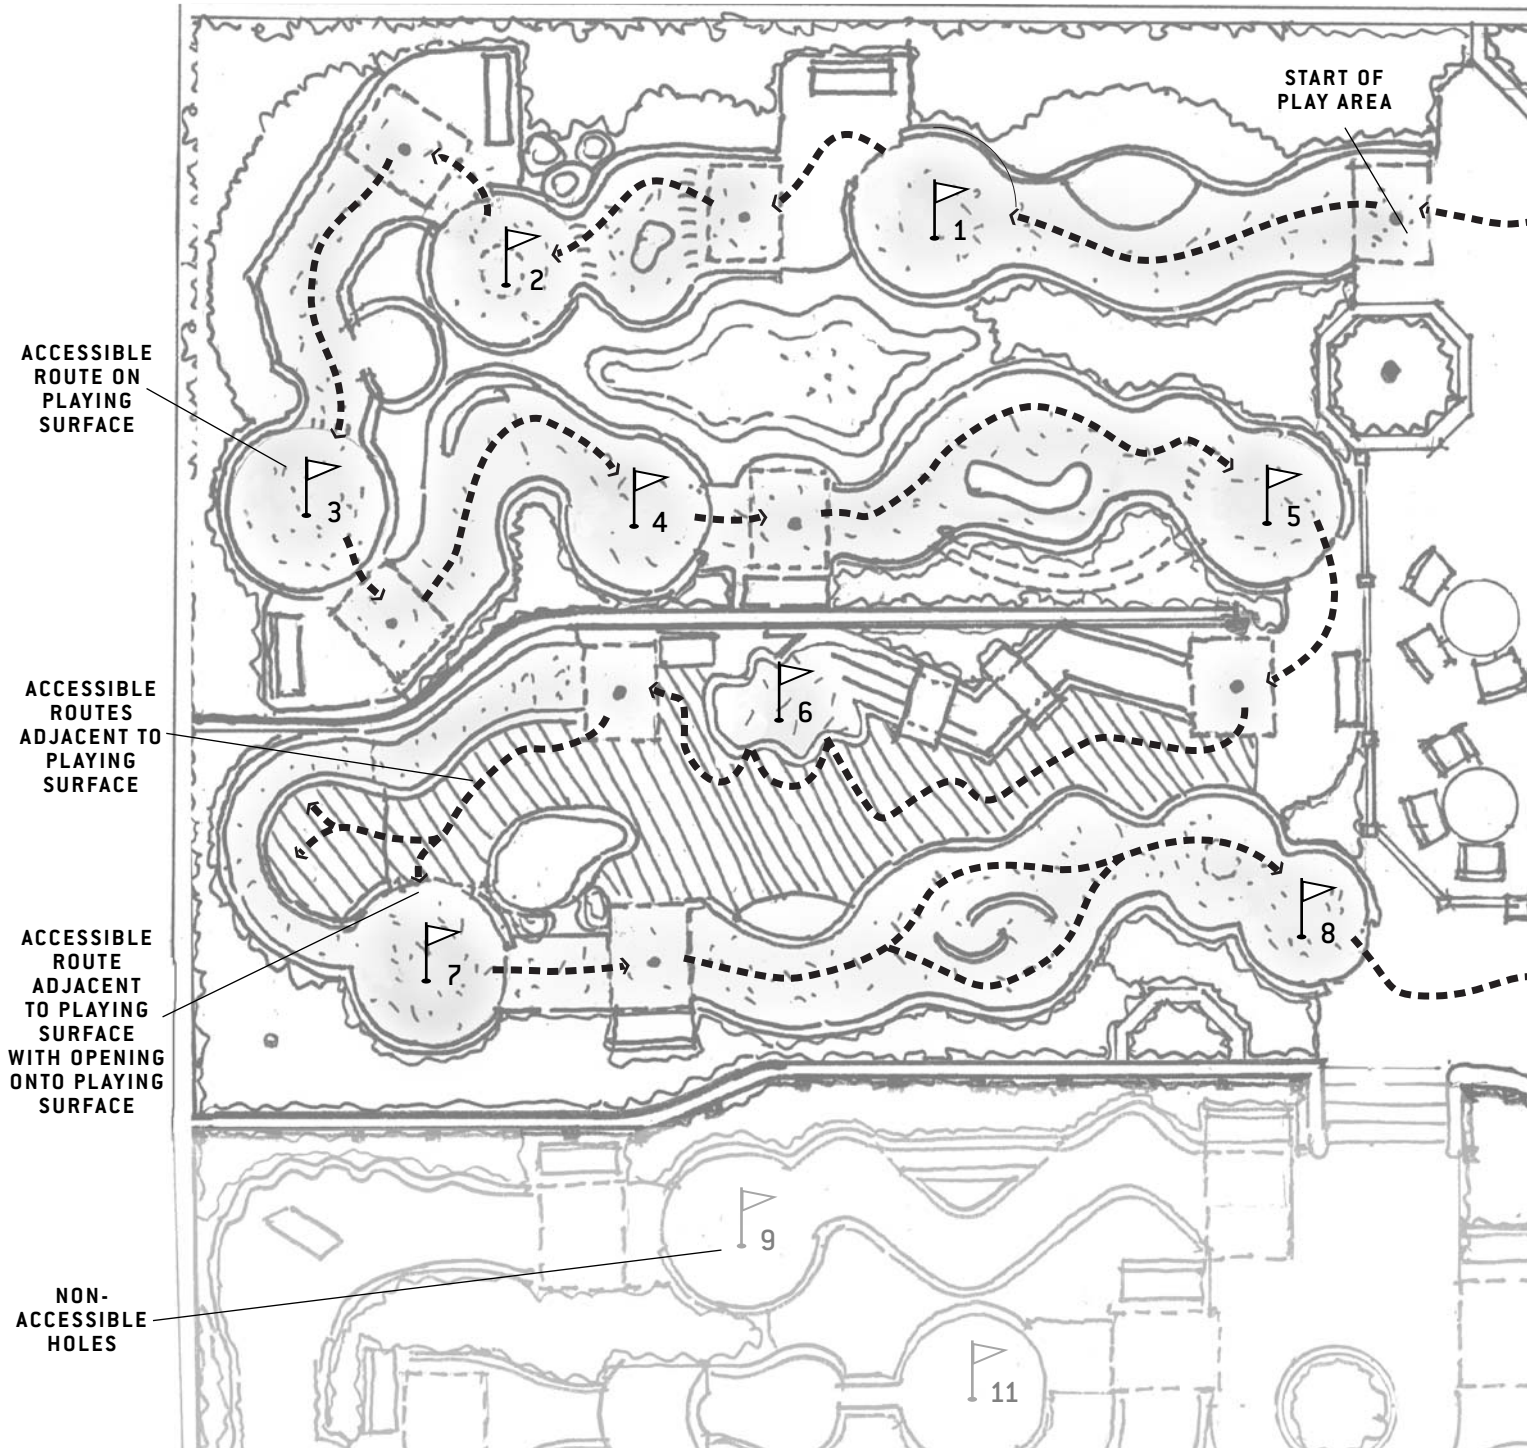 START OF
PLAY AREA
1
2
ACCESSIBLE
ROUTE ON
PLAYING
SURFACE
3
4
5
ACCESSIBLE
ROUTES
ADJACENT TO
PLAYING
SURFACE
6
7
8
ACCESSIBLE
ROUTE
ADJACENT
TO PLAYING
SURFACE
WITH OPENING
ONTO PLAYING
SURFACE
9
NON-
ACCESSIBLE
HOLES
11